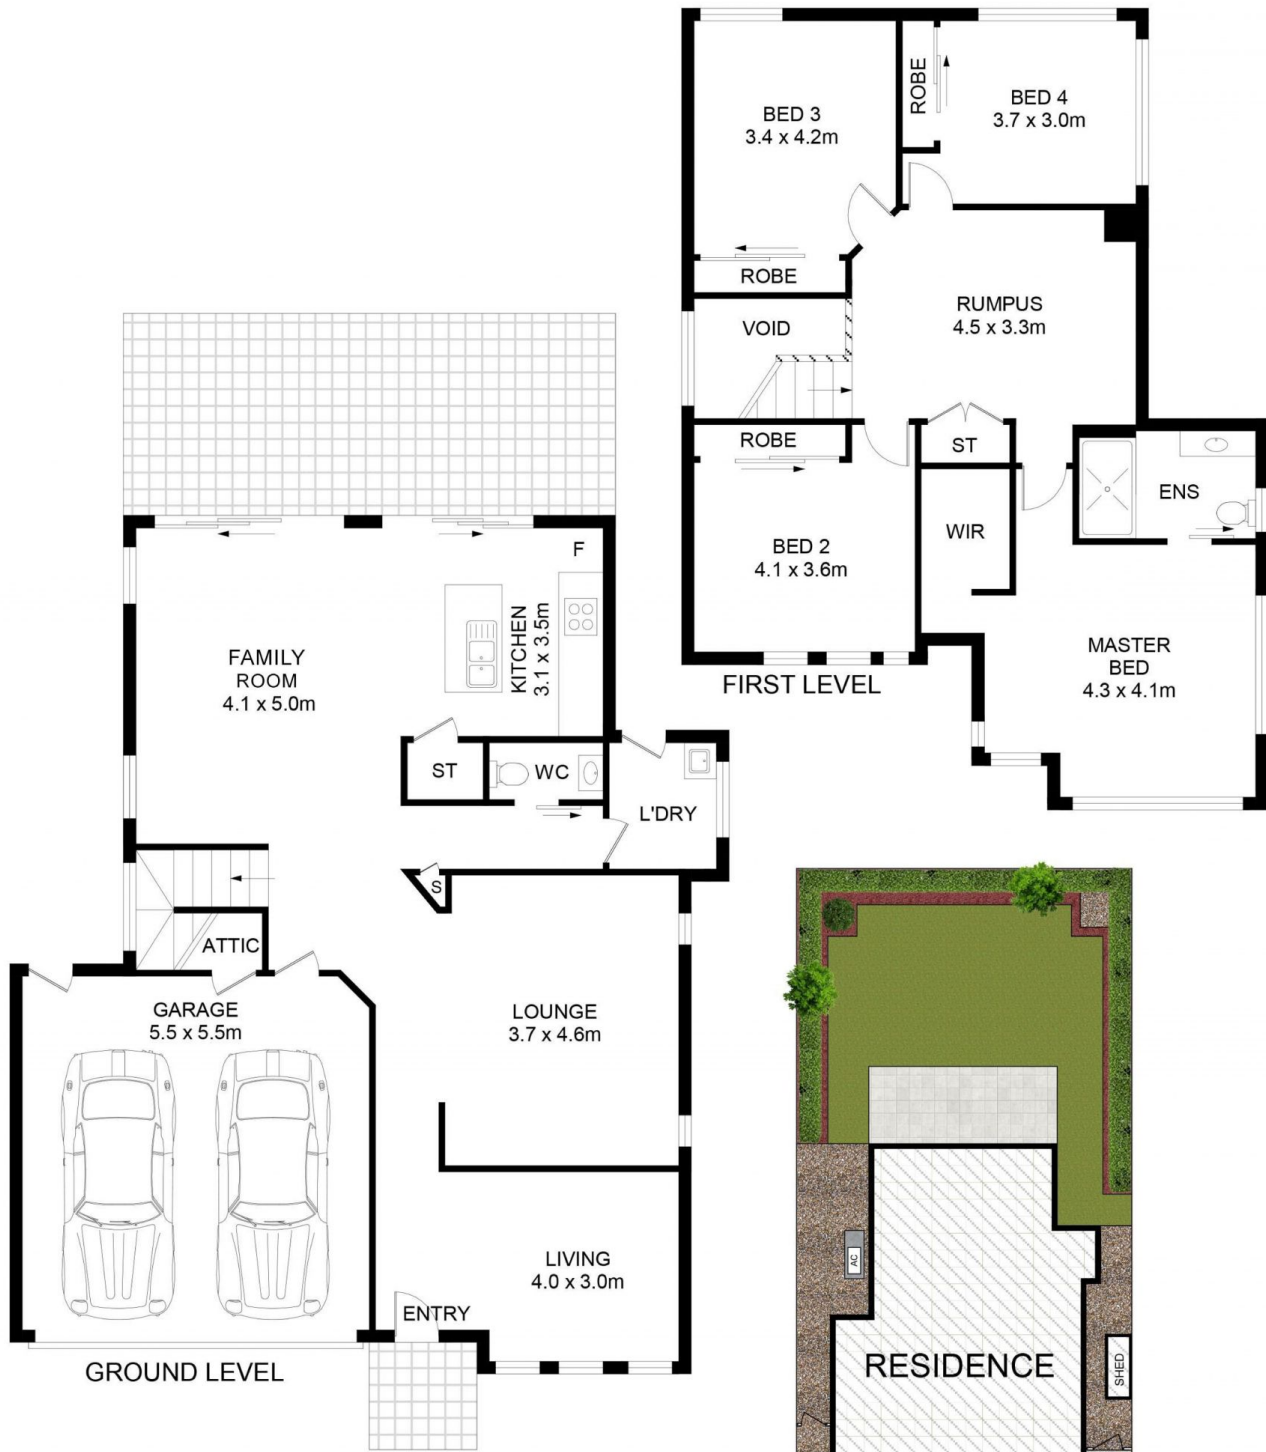 BED 3
3.4 x 4.2m
ROBE
ROBE
BED 4
3.7 x 3.0m
VOID
RUMPUS
4.5 x 3.3m
ROBE
ST
BED 2
4.1 x 3.6m
WIR
ENS
MASTER
BED
4.3 x 4.1m
FIRST LEVEL
FAMILY
ROOM
4.1 x 5.0m
F
KITCHEN
3.1 x 3.5m
ST
WC
L'DRY
S
ATTIC
GARAGE
5.5 x 5.5m
LOUNGE
3.7 x 4.6m
LIVING
4.0 x 3.0m
ENTRY
GROUND LEVEL
AC
RESIDENCE
SHED